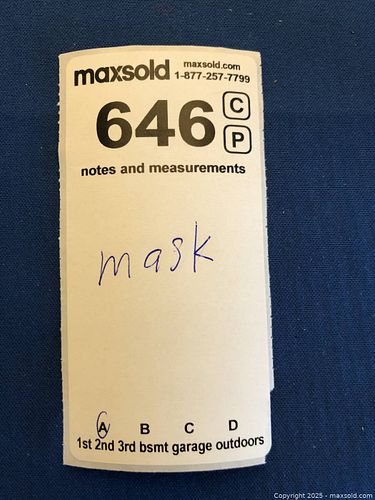 maxsold maxsold.com
1-877-257-7799
646 C
P
notes and measurements
mask
A B C D
1st 2nd 3rd bsmt garage outdoors
Copyright 2025 - maxsold.com